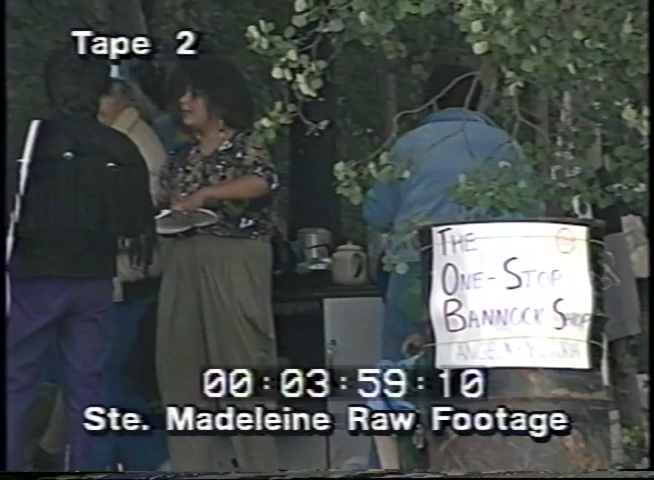 Tape 2
THE
ONE-STOP
BANNOCK SHOP
00:03:59:10
Ste. Madeleine Raw Footage